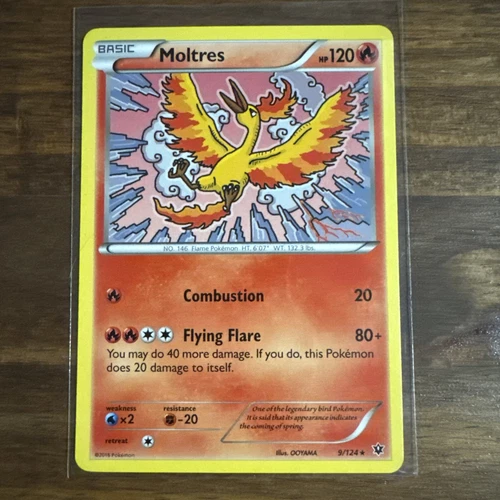 BASIC Moltres HP120
NO. 146 Flame Pokémon HT. 6'07" WT. 132.3 lbs.
Combustion 20
Flying Flare 80+
You may do 40 more damage. If you do, this Pokémon
does 20 damage to itself.
weakness resistance
×2 -20
retreat
One of the legendary bird Pokémon.
It is said that its appearance indicates
the coming of spring.
©2016 Pokémon
Illus. OOYAMA
9/124 ★